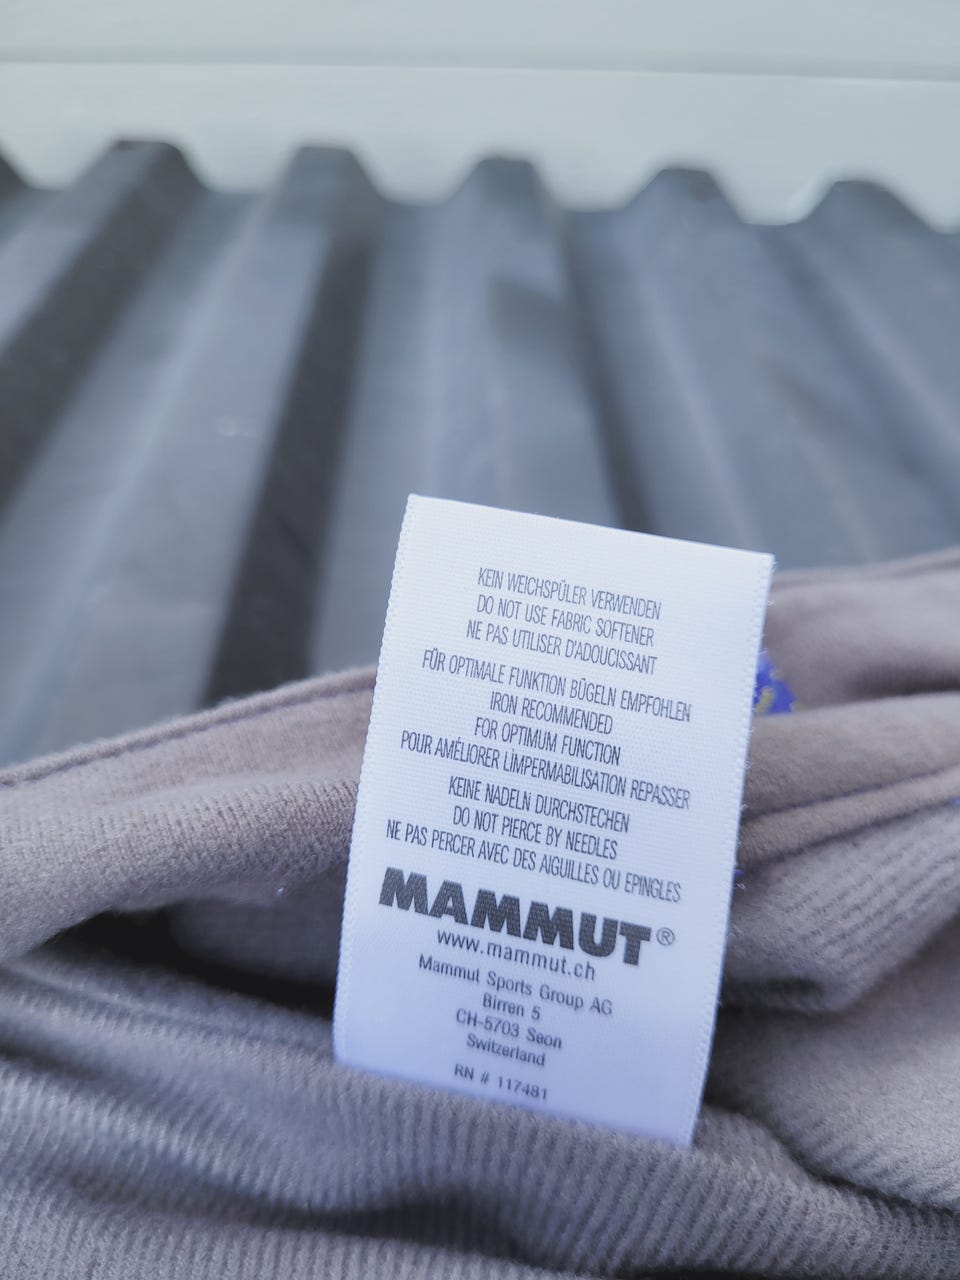 KEIN WEICHSPÜLER VERWENDEN
DO NOT USE FABRIC SOFTENER
NE PAS UTILISER D'ADOUCISSANT
FÜR OPTIMALE FUNKTION BÜGELN EMPFOHLEN
IRON RECOMMENDED
FOR OPTIMUM FUNCTION
POUR AMÉLIORER L'IMPERMABILISATION REPASSER
KEINE NADELN DURCHSTECHEN
DO NOT PIERCE BY NEEDLES
NE PAS PERCER AVEC DES AIGUILLES OU EPINGLES
MAMMUT®
www.mammut.ch
Mammut Sports Group AG
Birren 5
CH-5703 Seon
Switzerland
RN # 117481